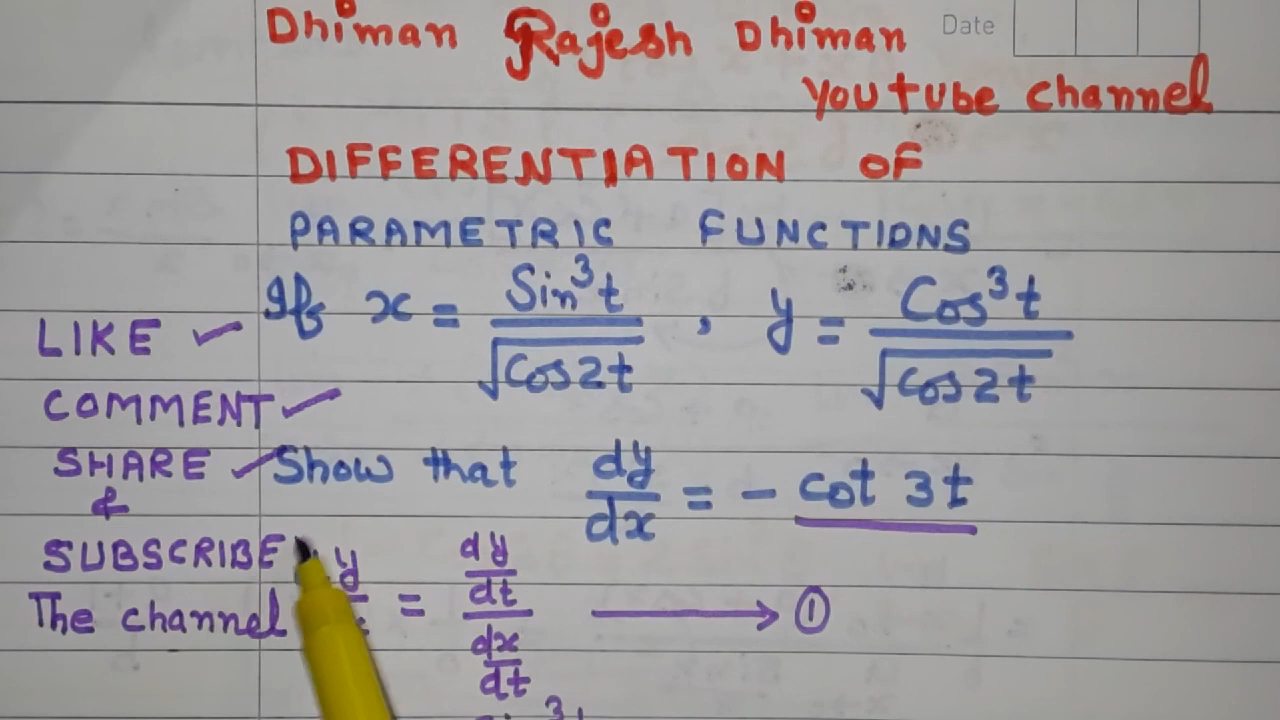 Dhiman Rajesh Dhiman
Date
YouTube channel
DIFFERENTIATION OF
PARAMETRIC FUNCTIONS
If x = Sin³t / √cos2t , y = Cos³t / √cos2t
LIKE ✓
COMMENT ✓
SHARE ✓
&
SUBSCRIBE
The channel
Show that dy/dx = - cot 3t
y = (dy/dt) / (dx/dt) → ①